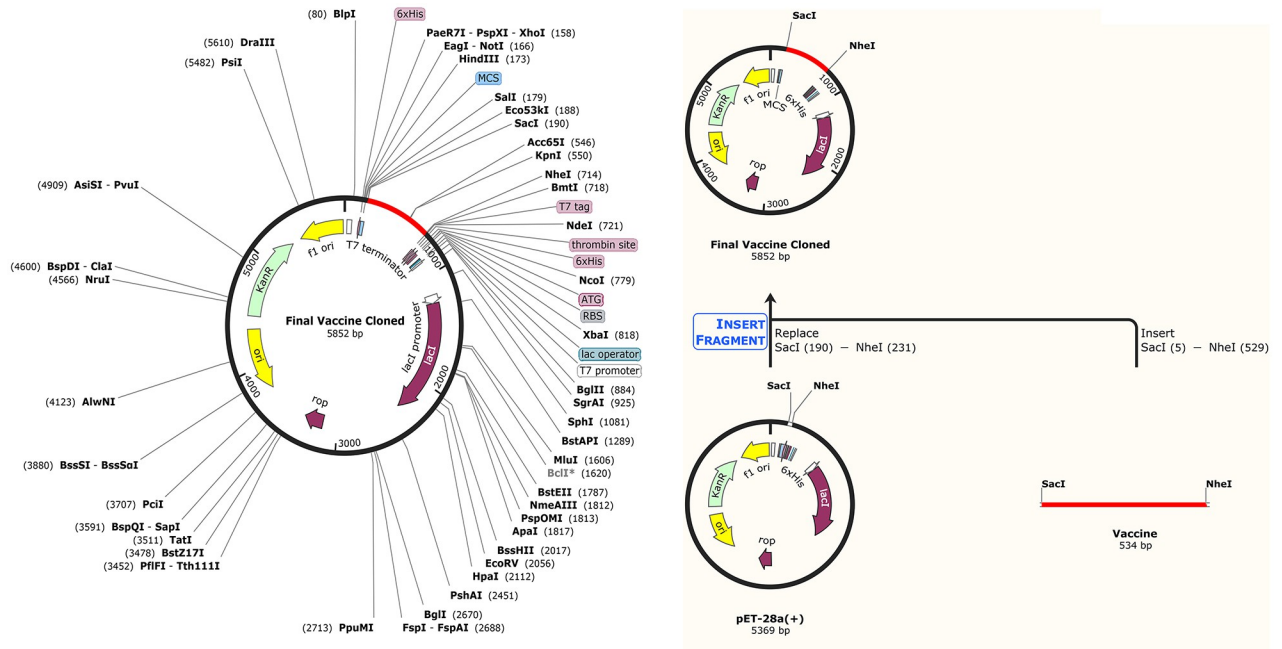 (80) BlpI
6xHis
(5610) DraIII
(5482) PsiI
PaeR7I - PspXI - XhoI (158)
EagI - NotI (166)
HindIII (173)
MCS
SalI (179)
Eco53kI (188)
SacI (190)
Acc65I (546)
KpnI (550)
NheI (714)
BmtI (718)
T7 tag
NdeI (721)
thrombin site
6xHis
NcoI (779)
ATG
RBS
XbaI (818)
lac operator
T7 promoter
BglII (884)
SgrAI (925)
SphI (1081)
BstAPI (1289)
MluI (1606)
BclI* (1620)
BstEII (1787)
NmeAIII (1812)
PspOMI (1813)
ApaI (1817)
BssHII (2017)
EcoRV (2056)
HpaI (2112)
PshAI (2451)
BglI (2670)
FspI - FspAI (2688)
(2713) PpuMI
(4909) AsiSI - PvuI
(4600) BspDI - ClaI
(4566) NruI
(4123) AlwNI
(3880) BssSI - BssSαI
(3707) PciI
(3591) BspQI - SapI
(3511) TatI
(3478) BstZ17I
(3452) PflFI - Tth111I
f1 ori
T7 terminator
KanR
ori
rop
lacI promoter
lacI
1000
2000
3000
4000
5000
Final Vaccine Cloned
5852 bp
SacI
NheI
f1 ori
MCS
6xHis
KanR
ori
rop
lacI
1000
2000
3000
4000
5000
Final Vaccine Cloned
5852 bp
INSERT
FRAGMENT
Replace
SacI (190) – NheI (231)
Insert
SacI (5) – NheI (529)
SacI
NheI
f1 ori
6xHis
KanR
ori
rop
lacI
pET-28a(+)
5369 bp
SacI
NheI
Vaccine
534 bp